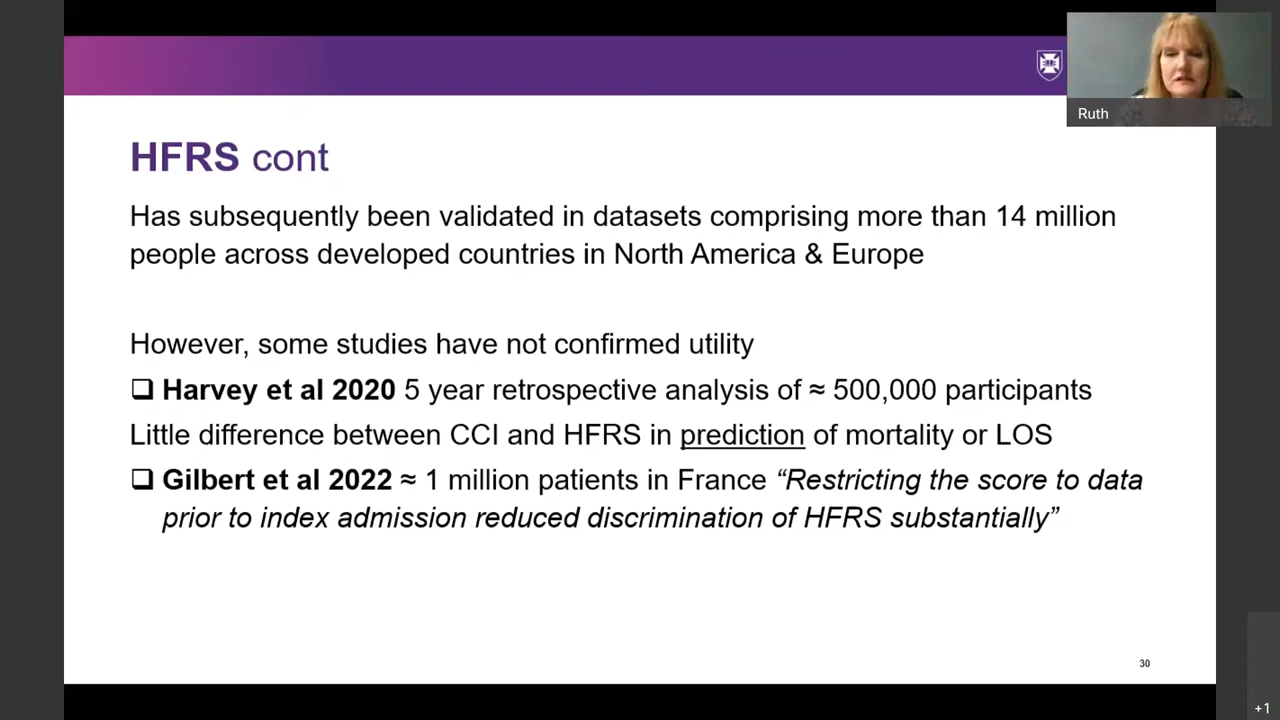 Ruth
HFRS cont
Has subsequently been validated in datasets comprising more than 14 million
people across developed countries in North America & Europe
However, some studies have not confirmed utility
❑ Harvey et al 2020 5 year retrospective analysis of ≈ 500,000 participants
Little difference between CCI and HFRS in prediction of mortality or LOS
❑ Gilbert et al 2022 ≈ 1 million patients in France “Restricting the score to data
prior to index admission reduced discrimination of HFRS substantially”
30
+1